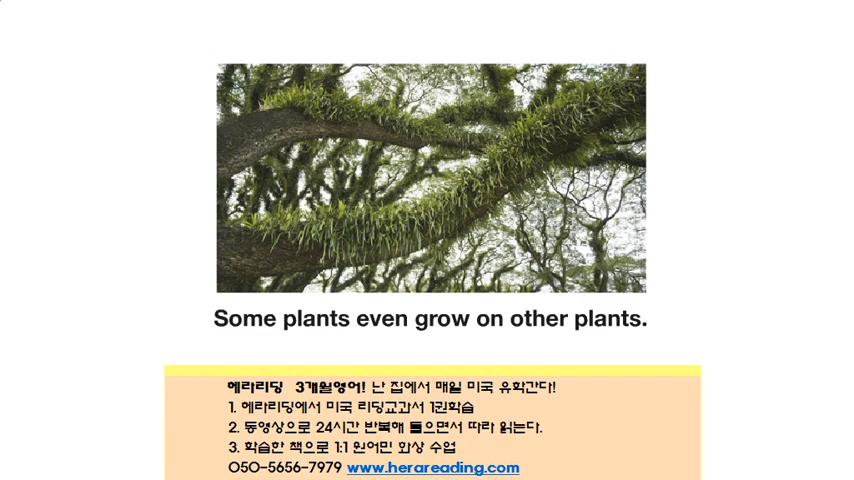 Some plants even grow on other plants.
헤라리딩 3개월영어! 난 집에서 매일 미국 유학간다!
1. 헤라리딩에서 미국 리딩교과서 1권학습
2. 동영상으로 24시간 반복해 들으면서 따라 읽는다.
3. 학습한 책으로 1:1 원어민 화상 수업
050-5656-7979 www.herareading.com